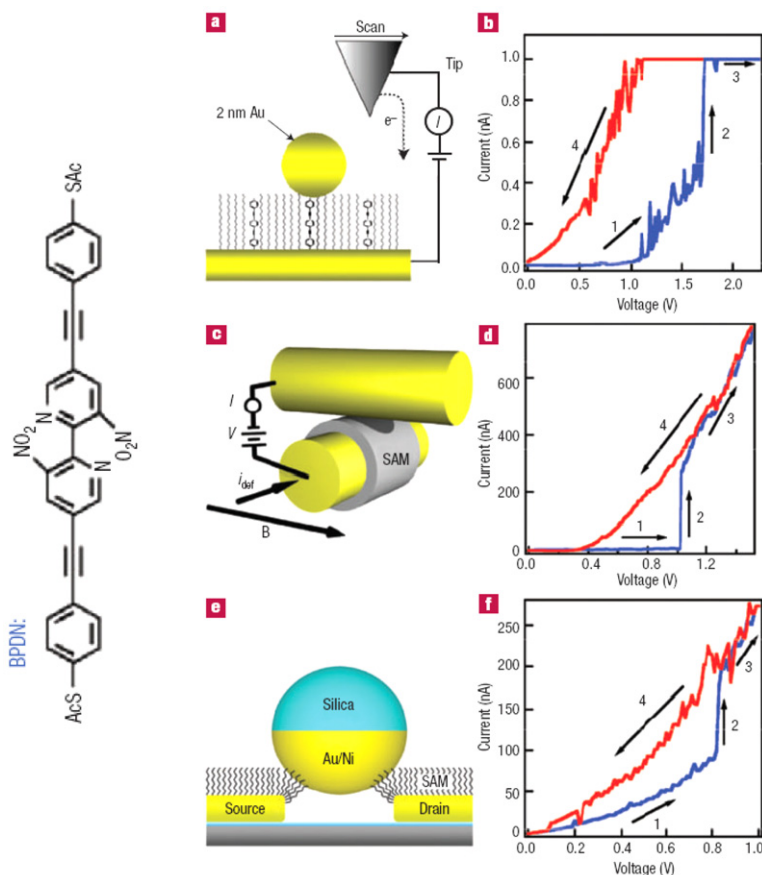 BPDN:
AcS
SAc
NO2
N
N
O2N
a
Scan
Tip
2 nm Au
e–
I
b
Current (nA)
1.0
0.8
0.6
0.4
0.2
0.0
0.0
0.5
1.0
1.5
2.0
Voltage (V)
1
2
3
4
c
I
V
idef
B
SAM
d
Current (nA)
600
400
200
0
0.4
0.8
1.2
Voltage (V)
1
2
3
4
e
Silica
Au/Ni
SAM
Source
Drain
f
Current (nA)
250
200
150
100
50
0
0.0
0.2
0.4
0.6
0.8
1.0
Voltage (V)
1
2
3
4